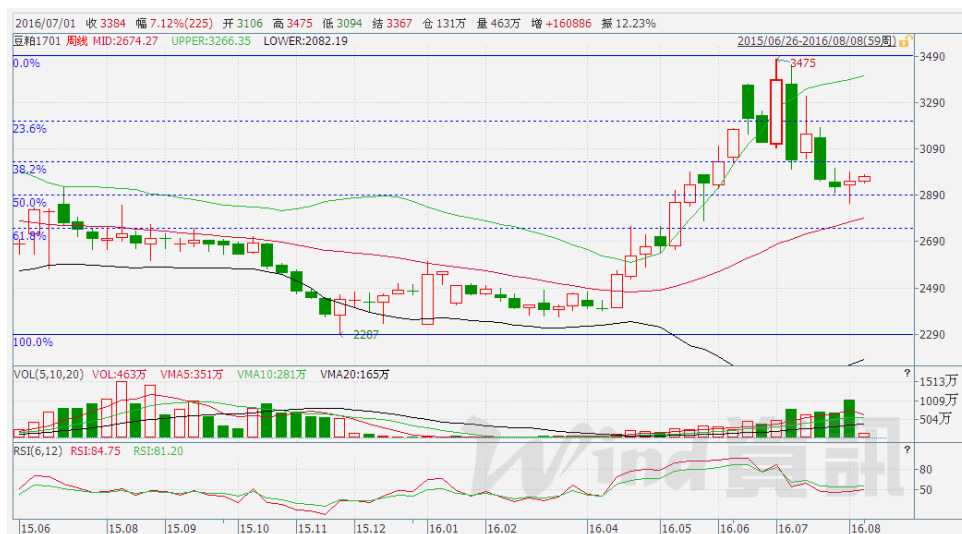 2016/07/01 收 3384 幅 7.12%(225) 开 3106 高 3475 低 3094 结 3367 仓 131万 量 463万 增 +160886 振 12.23%
豆粕1701 周线 MID:2674.27 UPPER:3266.35 LOWER:2082.19 2015/06/26-2016/08/08(59周)
0.0%
3475
3490
3290
23.6%
3090
38.2%
2890
50.0%
2690
61.8%
2490
2287
2290
100.0%
VOL(5,10,20) VOL:463万 VMA5:351万 VMA10:281万 VMA20:165万 ?
1513万
1009万
504万
RSI(6,12) RSI:84.75 RSI:81.20 ?
80
50
Wind資訊
15.06 15.08 15.09 15.10 15.11 15.12 16.01 16.02 16.04 16.05 16.06 16.07 16.08